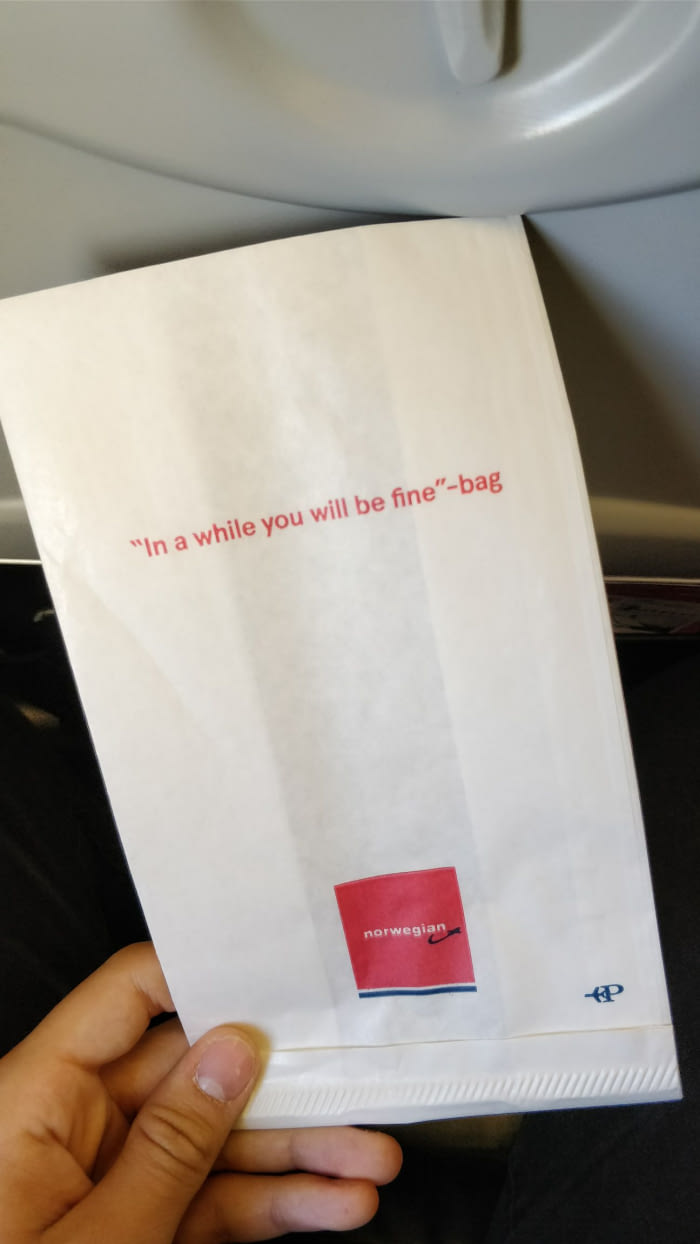 “In a while you will be fine”-bag
norwegian